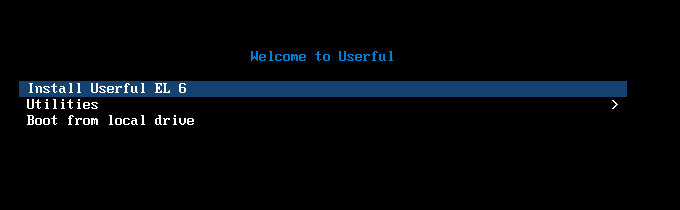 Welcome to Userful
Install Userful EL 6
Utilities >
Boot from local drive